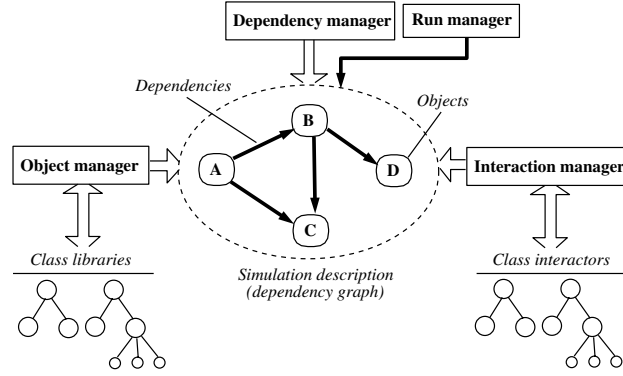 Dependency manager
Run manager
Dependencies
Objects
B
A
D
Object manager
Interaction manager
C
Class libraries
Class interactors
Simulation description
(dependency graph)